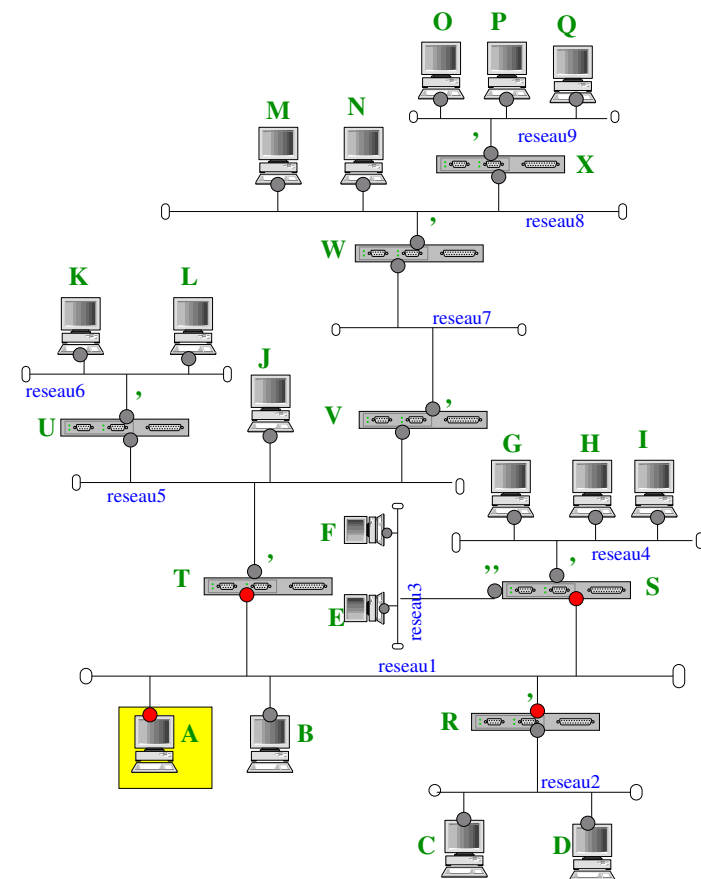 O P Q
M N
,
reseau9
X
,
reseau8
W
K L
reseau7
J
,
,
reseau6
U
V
G H I
reseau5
F
,
,,
,
reseau4
T
S
E
reseau3
reseau1
,
A
B
R
reseau2
C
D